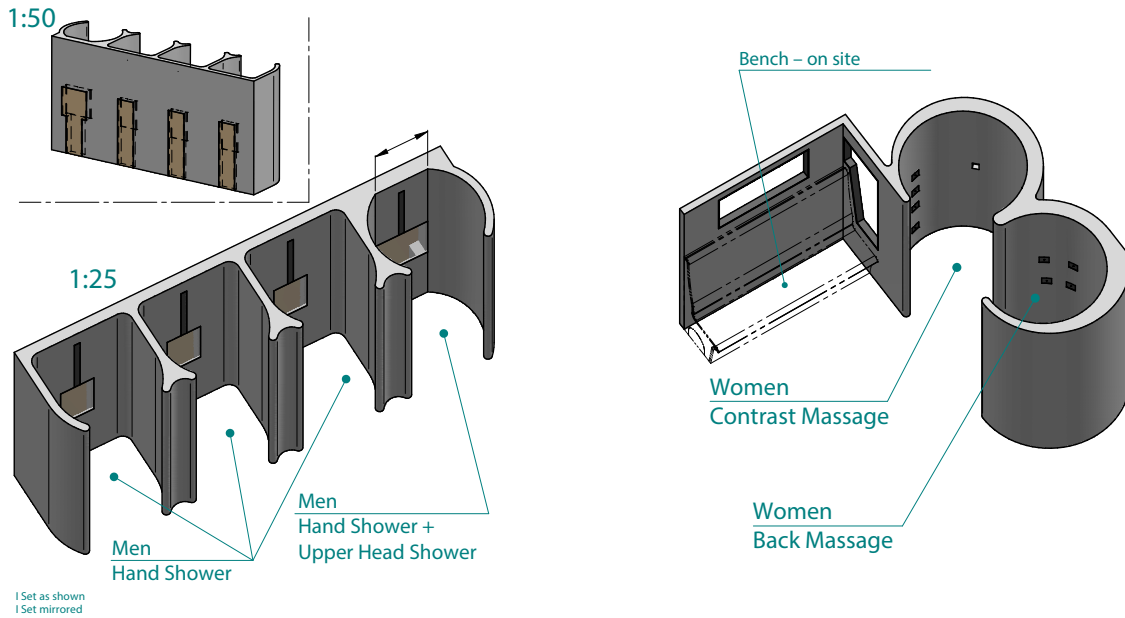 1:50
1:25
Men
Hand Shower
Men
Hand Shower +
Upper Head Shower
I Set as shown
I Set mirrored
Bench – on site
Women
Contrast Massage
Women
Back Massage